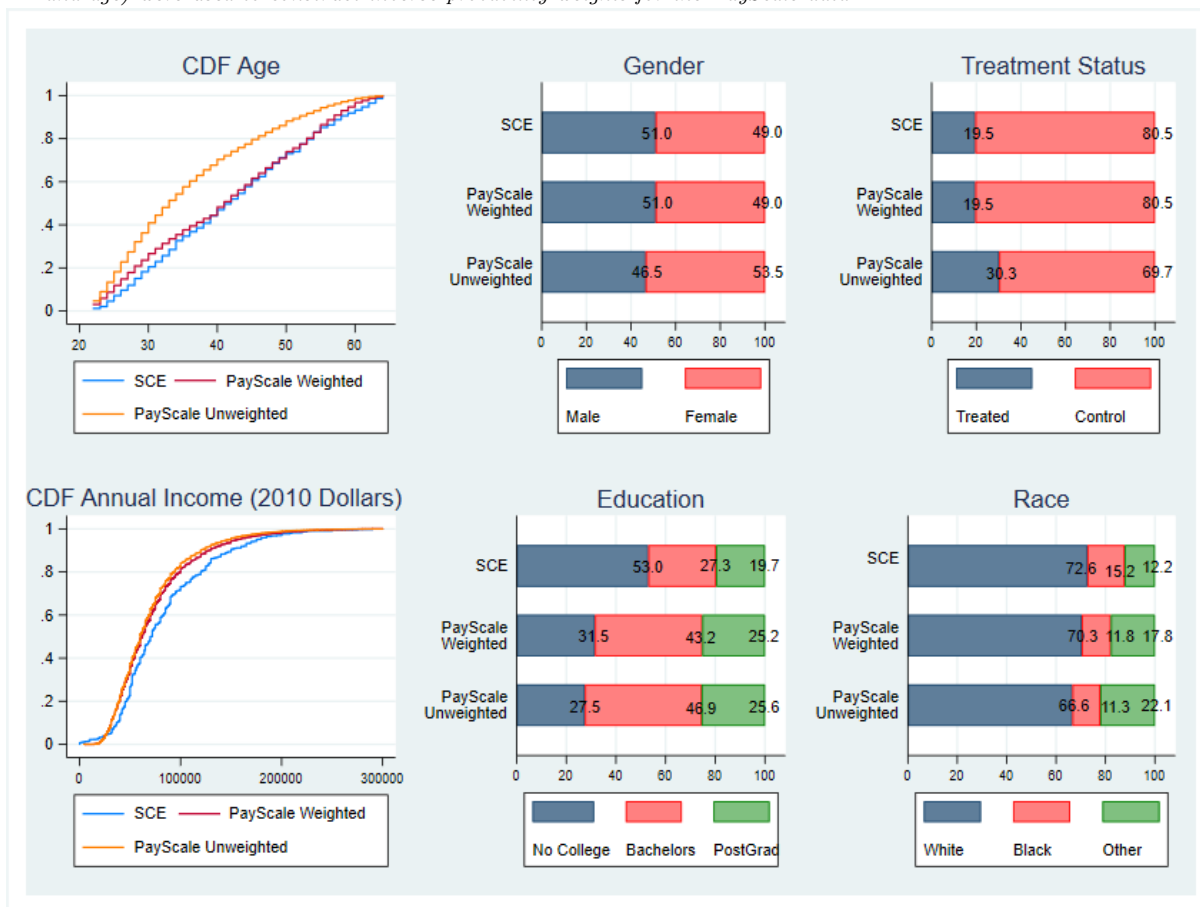 CDF Age
1
.8
.6
.4
.2
0
20 30 40 50 60
SCE PayScale Weighted
PayScale Unweighted
Gender
SCE 51.0 49.0
PayScale
Weighted 51.0 49.0
PayScale
Unweighted 46.5 53.5
0 20 40 60 80 100
Male Female
Treatment Status
SCE 19.5 80.5
PayScale
Weighted 19.5 80.5
PayScale
Unweighted 30.3 69.7
0 20 40 60 80 100
Treated Control
CDF Annual Income (2010 Dollars)
1
.8
.6
.4
.2
0
0 100000 200000 300000
SCE PayScale Weighted
PayScale Unweighted
Education
SCE 53.0 27.3 19.7
PayScale
Weighted 31.5 43.2 25.2
PayScale
Unweighted 27.5 46.9 25.6
0 20 40 60 80 100
No College Bachelors PostGrad
Race
SCE 72.6 15.2 12.2
PayScale
Weighted 70.3 11.8 17.8
PayScale
Unweighted 66.6 11.3 22.1
0 20 40 60 80 100
White Black Other